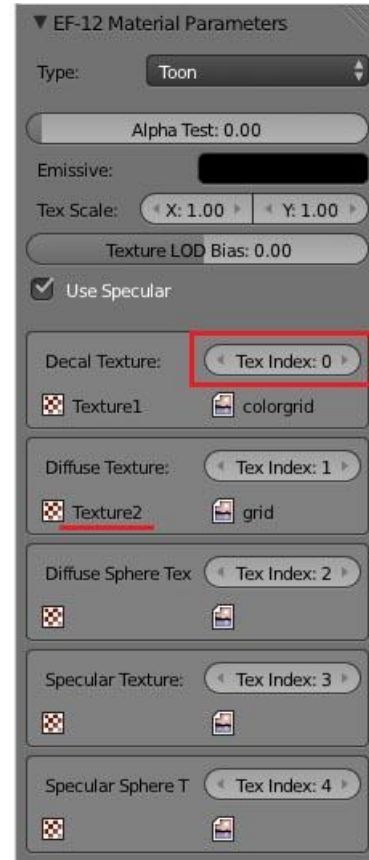 EF-12 Material Parameters
Type: Toon
Alpha Test: 0.00
Emissive:
Tex Scale: X: 1.00 Y: 1.00
Texture LOD Bias: 0.00
Use Specular
Decal Texture: Tex Index: 0
Texture1 colorgrid
Diffuse Texture: Tex Index: 1
Texture2 grid
Diffuse Sphere Tex Tex Index: 2
Specular Texture: Tex Index: 3
Specular Sphere T Tex Index: 4